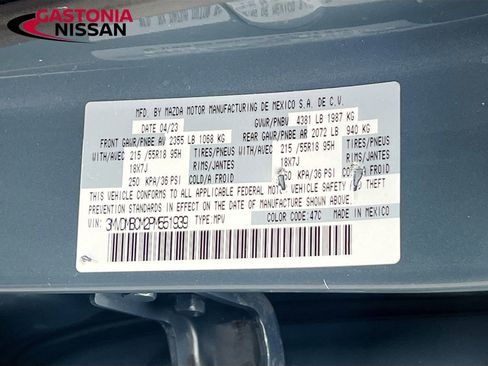 GASTONIA
NISSAN
MFD. BY MAZDA MOTOR MANUFACTURING DE MEXICO S.A. DE C.V.
DATE 04/23 GVWR/PNBV 4381 LB 1987 KG
FRONT GAWR/PNBE AV 2355 LB 1068 KG REAR GAWR/PNBE AR 2072 LB 940 KG
WITH/AVEC 215 /55R18 95H TIRES/PNEUS WITH/AVEC 215 /55R18 95H TIRES/PNEUS
18X7J RIMS/JANTES 18X7J RIMS/JANTES
250 KPA/36 PSI COLD/A FROID 250 KPA/36 PSI COLD/A FROID
THIS VEHICLE CONFORMS TO ALL APPLICABLE FEDERAL MOTOR VEHICLE SAFETY, THEFT
PREVENTION STANDARDS IN EFFECT ON THE DATE OF MANUFACTURE SHOWN ABOVE.
VIN: TYPE: MPV COLOR CODE: 47C MADE IN MEXICO